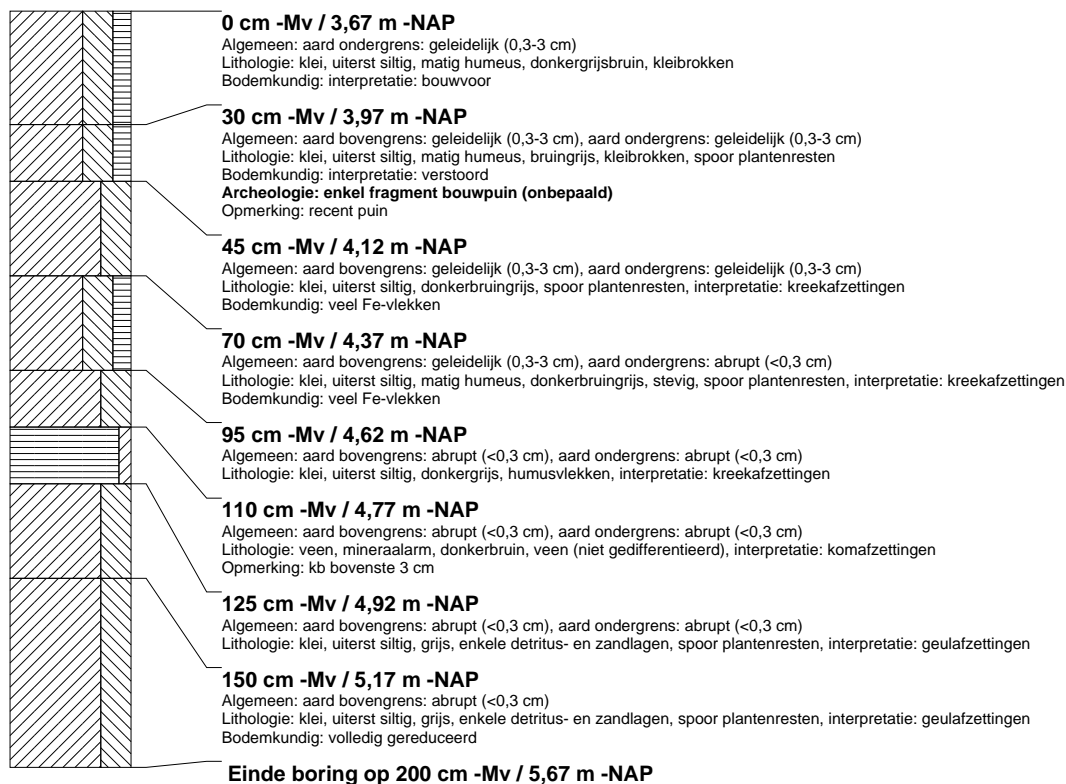 0 cm -Mv / 3,67 m -NAP
Algemeen: aard ondergrens: geleidelijk (0,3-3 cm)
Lithologie: klei, uiterst siltig, matig humeus, donkergrijsbruin, kleibrokken
Bodemkundig: interpretatie: bouwvoor
30 cm -Mv / 3,97 m -NAP
Algemeen: aard bovengrens: geleidelijk (0,3-3 cm), aard ondergrens: geleidelijk (0,3-3 cm)
Lithologie: klei, uiterst siltig, matig humeus, bruingrijs, kleibrokken, spoor plantenresten
Bodemkundig: interpretatie: verstoord
Archeologie: enkel fragment bouwpuin (onbepaald)
Opmerking: recent puin
45 cm -Mv / 4,12 m -NAP
Algemeen: aard bovengrens: geleidelijk (0,3-3 cm), aard ondergrens: geleidelijk (0,3-3 cm)
Lithologie: klei, uiterst siltig, donkerbruingrijs, spoor plantenresten, interpretatie: kreekafzettingen
Bodemkundig: veel Fe-vlekken
70 cm -Mv / 4,37 m -NAP
Algemeen: aard bovengrens: geleidelijk (0,3-3 cm), aard ondergrens: abrupt (<0,3 cm)
Lithologie: klei, uiterst siltig, matig humeus, donkerbruingrijs, stevig, spoor plantenresten, interpretatie: kreekafzettingen
Bodemkundig: veel Fe-vlekken
95 cm -Mv / 4,62 m -NAP
Algemeen: aard bovengrens: abrupt (<0,3 cm), aard ondergrens: abrupt (<0,3 cm)
Lithologie: klei, uiterst siltig, donkergrijs, humusvlekken, interpretatie: kreekafzettingen
110 cm -Mv / 4,77 m -NAP
Algemeen: aard bovengrens: abrupt (<0,3 cm), aard ondergrens: abrupt (<0,3 cm)
Lithologie: veen, mineraalarm, donkerbruin, veen (niet gedifferentieerd), interpretatie: komafzettingen
Opmerking: kb bovenste 3 cm
125 cm -Mv / 4,92 m -NAP
Algemeen: aard bovengrens: abrupt (<0,3 cm), aard ondergrens: abrupt (<0,3 cm)
Lithologie: klei, uiterst siltig, grijs, enkele detritus- en zandlagen, spoor plantenresten, interpretatie: geulafzettingen
150 cm -Mv / 5,17 m -NAP
Algemeen: aard bovengrens: abrupt (<0,3 cm)
Lithologie: klei, uiterst siltig, grijs, enkele detritus- en zandlagen, spoor plantenresten, interpretatie: geulafzettingen
Bodemkundig: volledig gereduceerd
Einde boring op 200 cm -Mv / 5,67 m -NAP